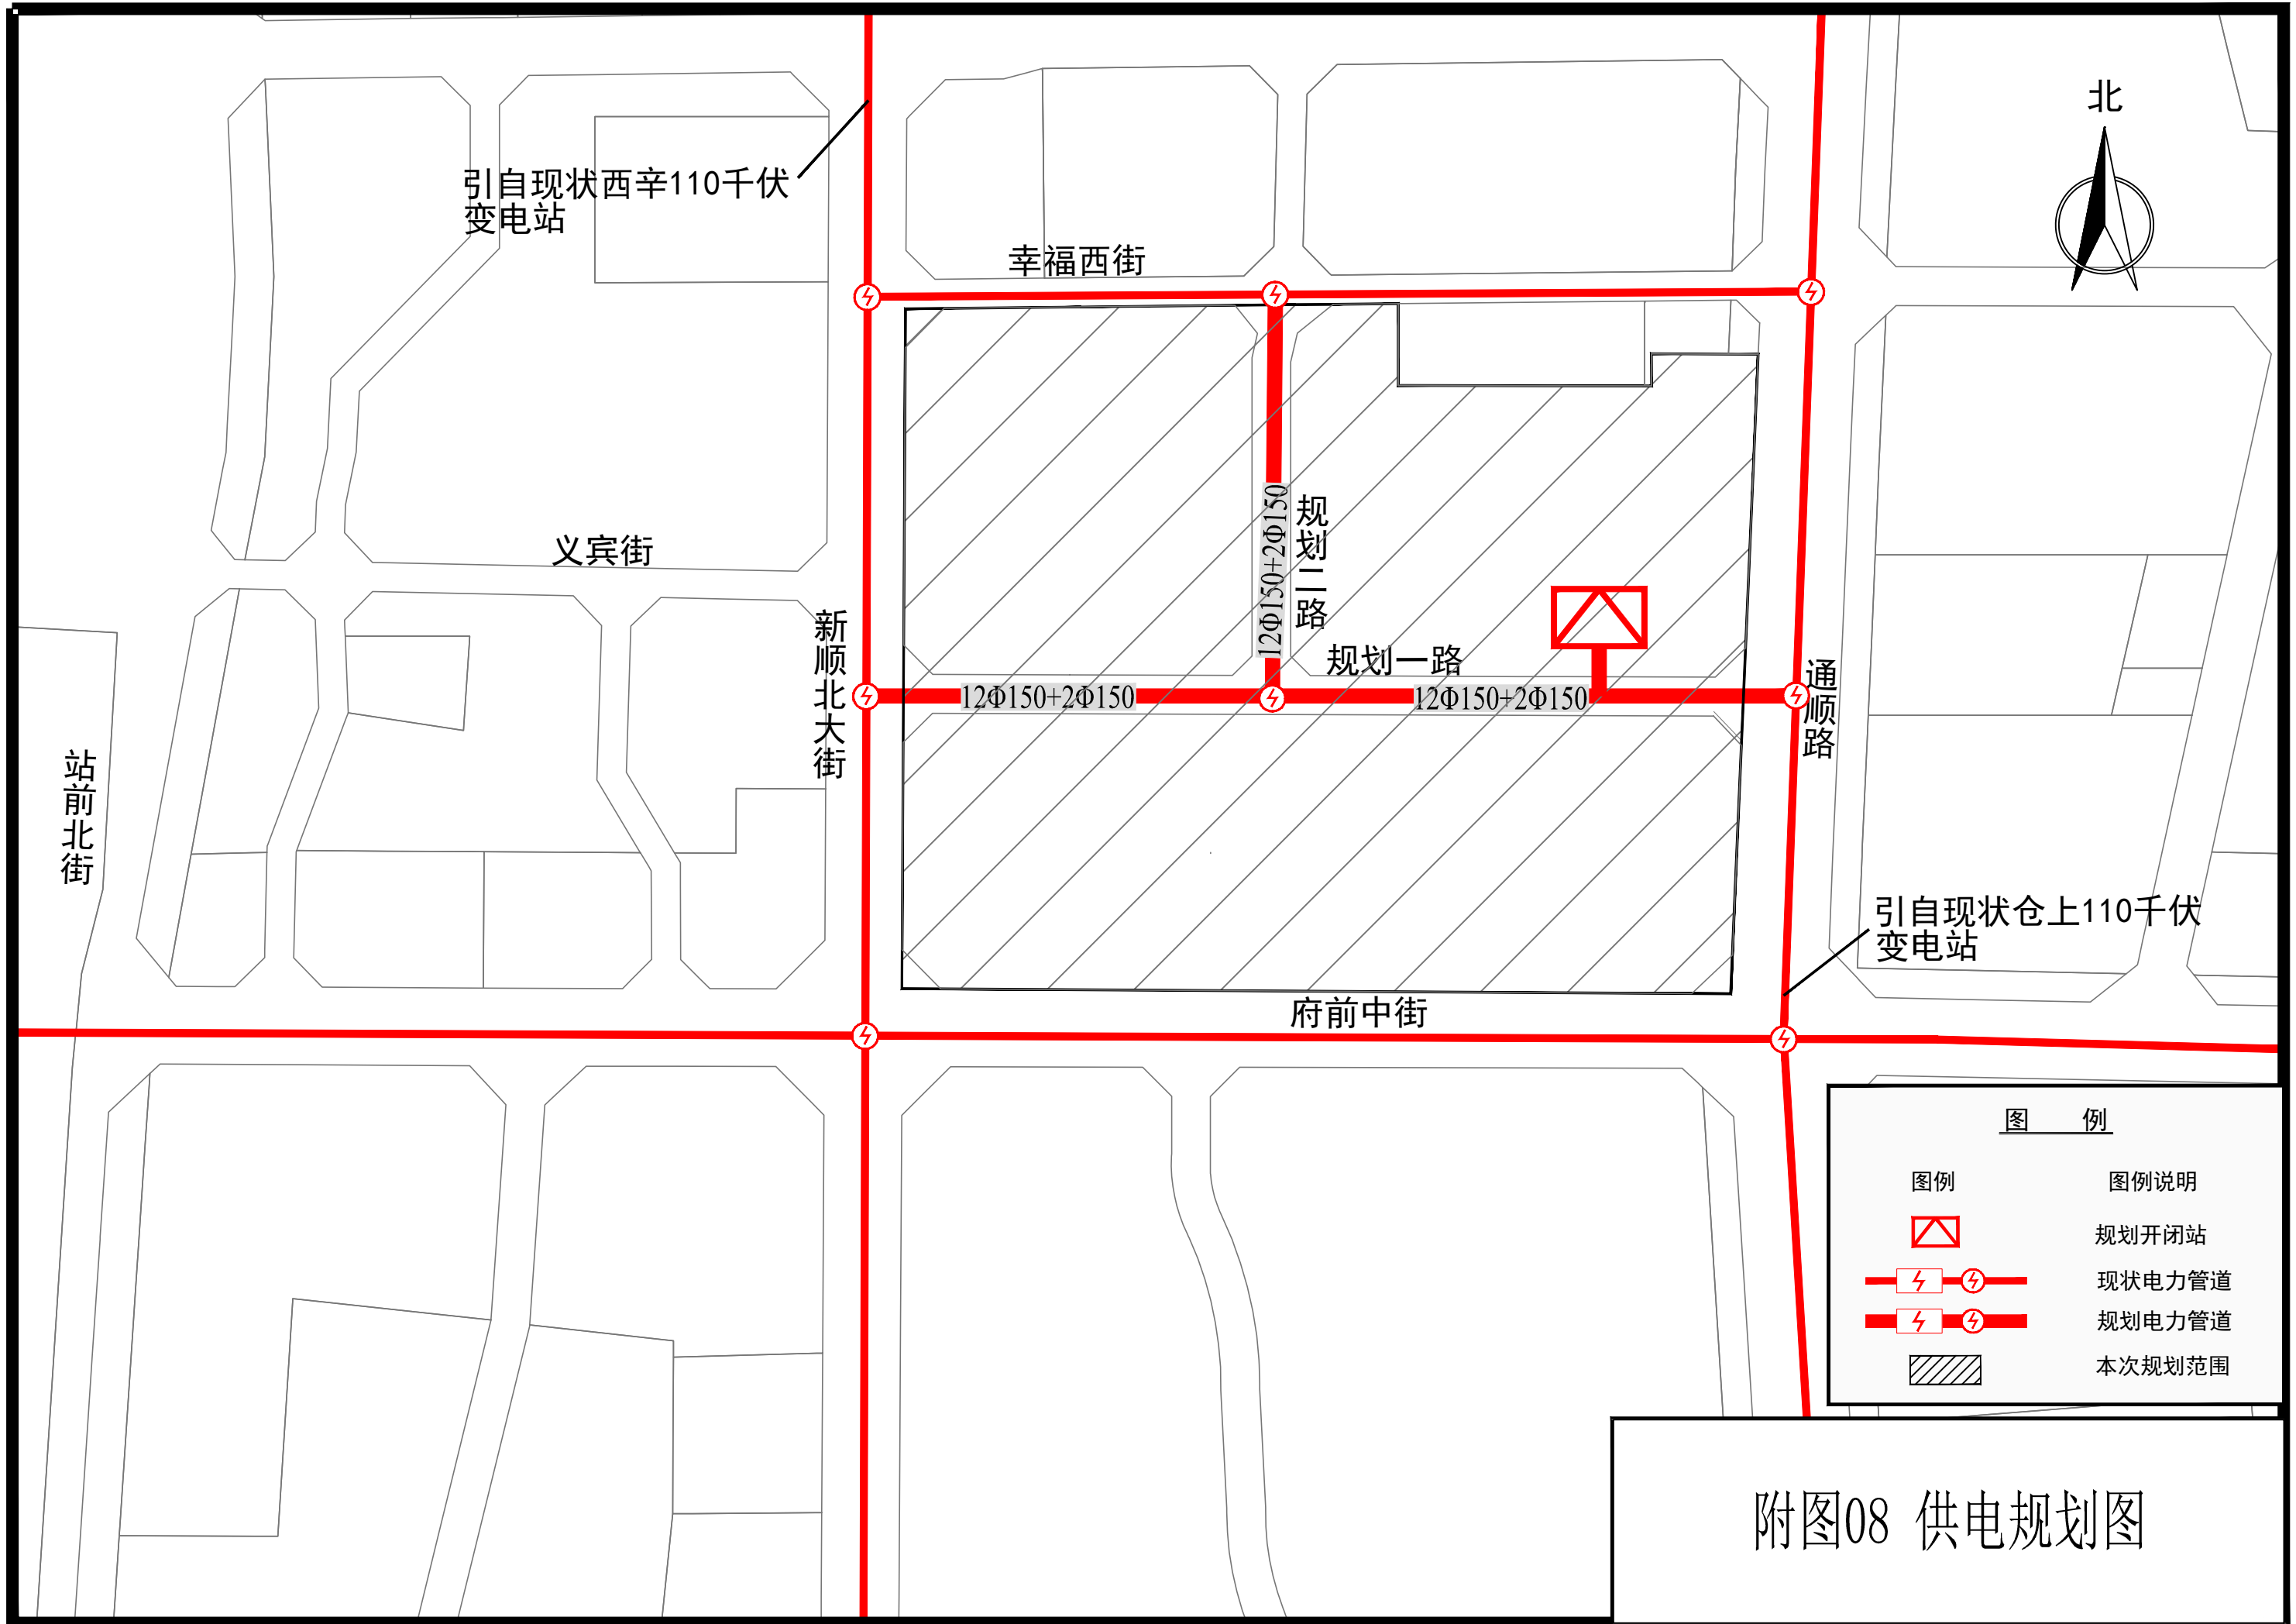 北
引自现状西辛110千伏
变电站
幸福西街
12Φ150+2Φ150
规划二路
义宾街
新顺北大街
规划一路
12Φ150+2Φ150
12Φ150+2Φ150
通顺路
站前北街
引自现状仓上110千伏
变电站
府前中街
图 例
图例 图例说明
规划开闭站
现状电力管道
规划电力管道
本次规划范围
附图08 供电规划图